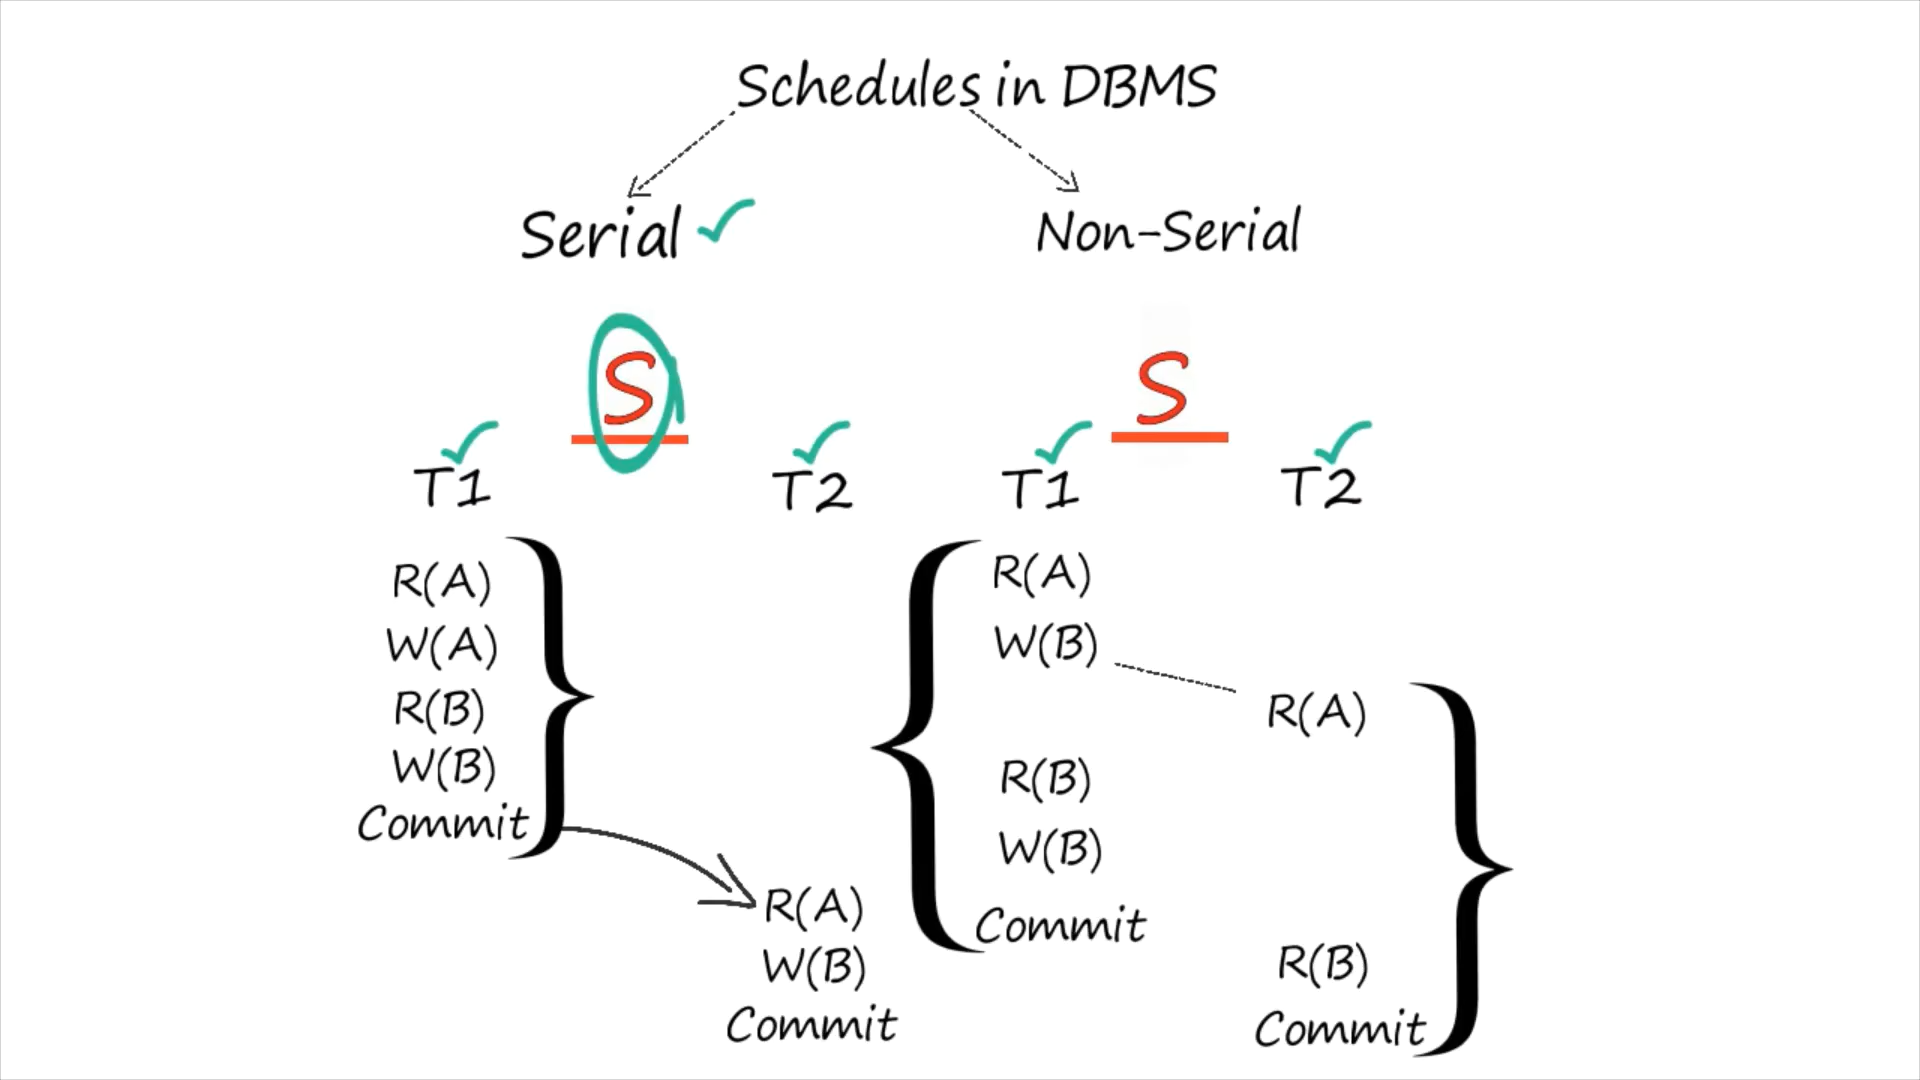 Schedules in DBMS
Serial
Non-Serial
S
S
T1
T2
T1
T2
R(A)
W(A)
R(B)
W(B)
Commit
R(A)
W(B)
Commit
R(A)
W(B)
R(B)
W(B)
Commit
R(A)
R(B)
Commit